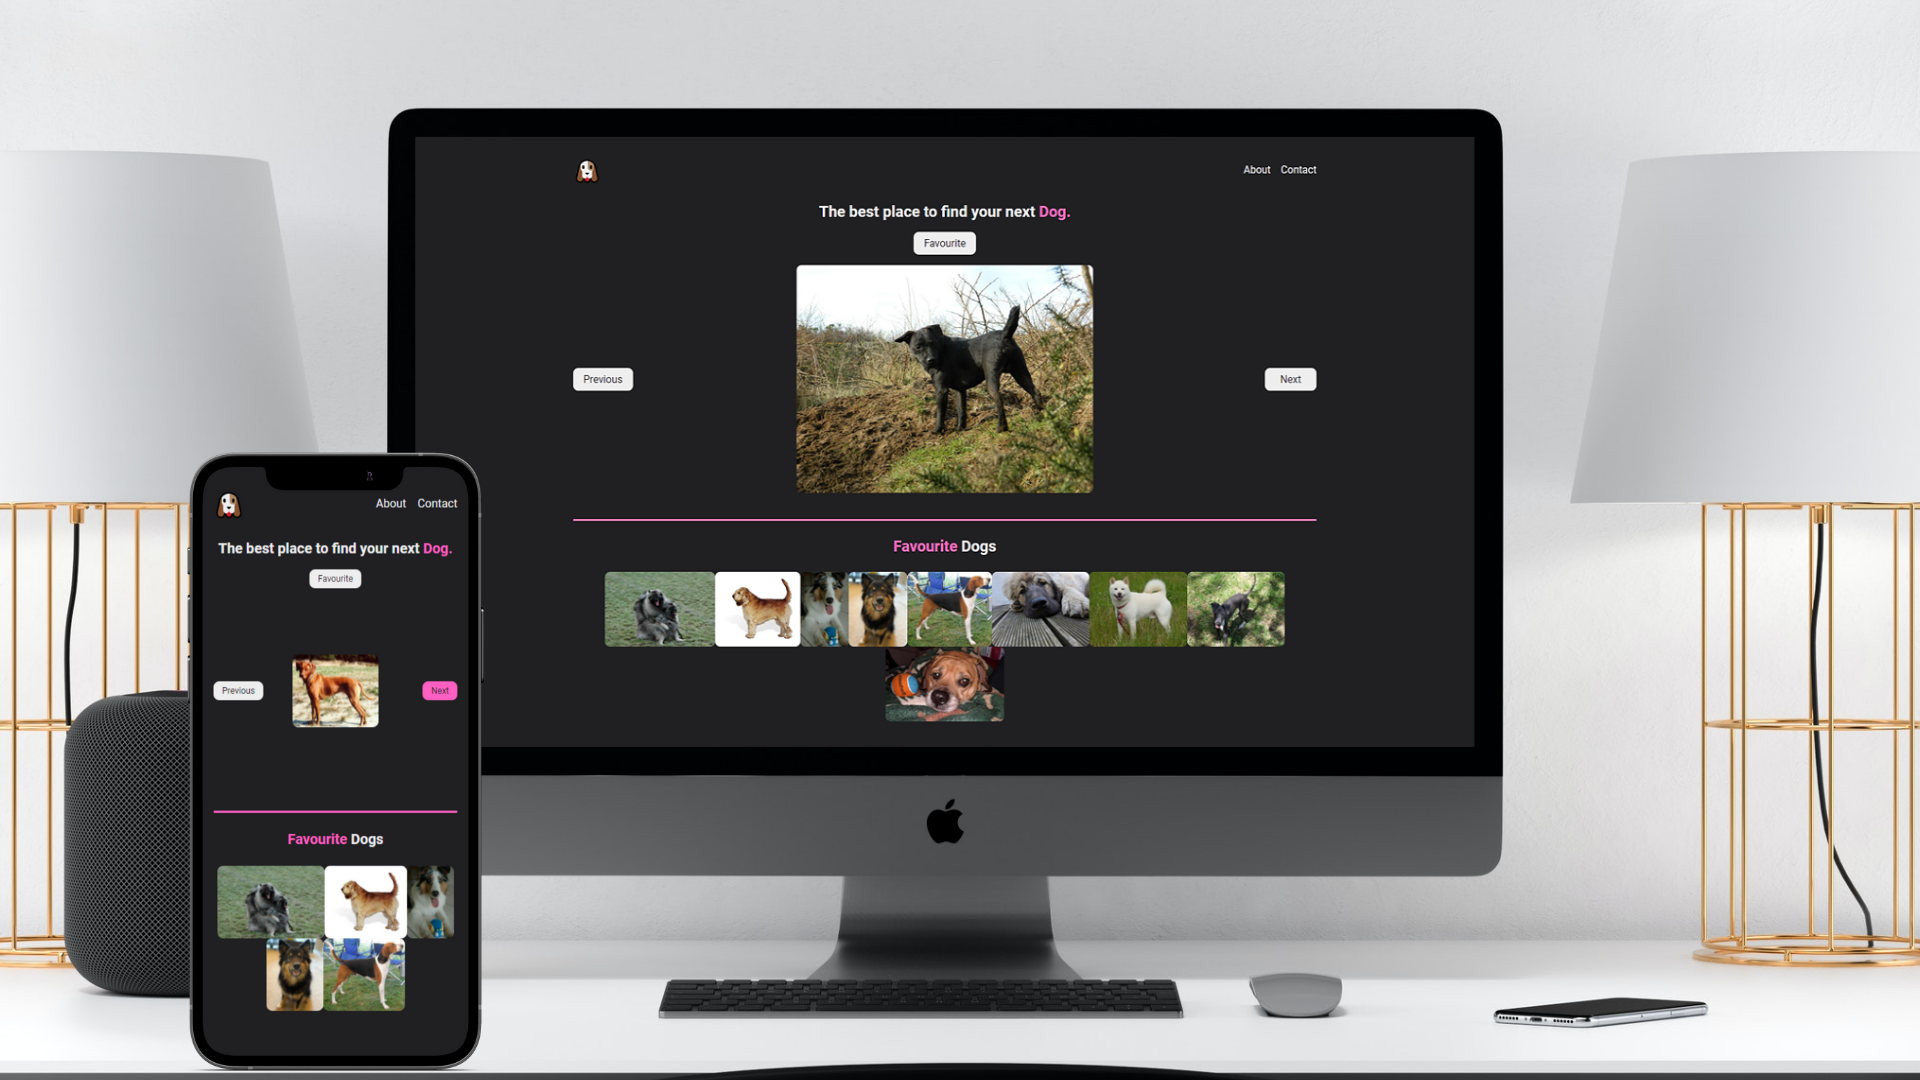 About Contact
The best place to find your next Dog.
Favourite
Previous
Next
Favourite Dogs
About Contact
The best place to find your next Dog.
Favourite
Previous
Next
Favourite Dogs